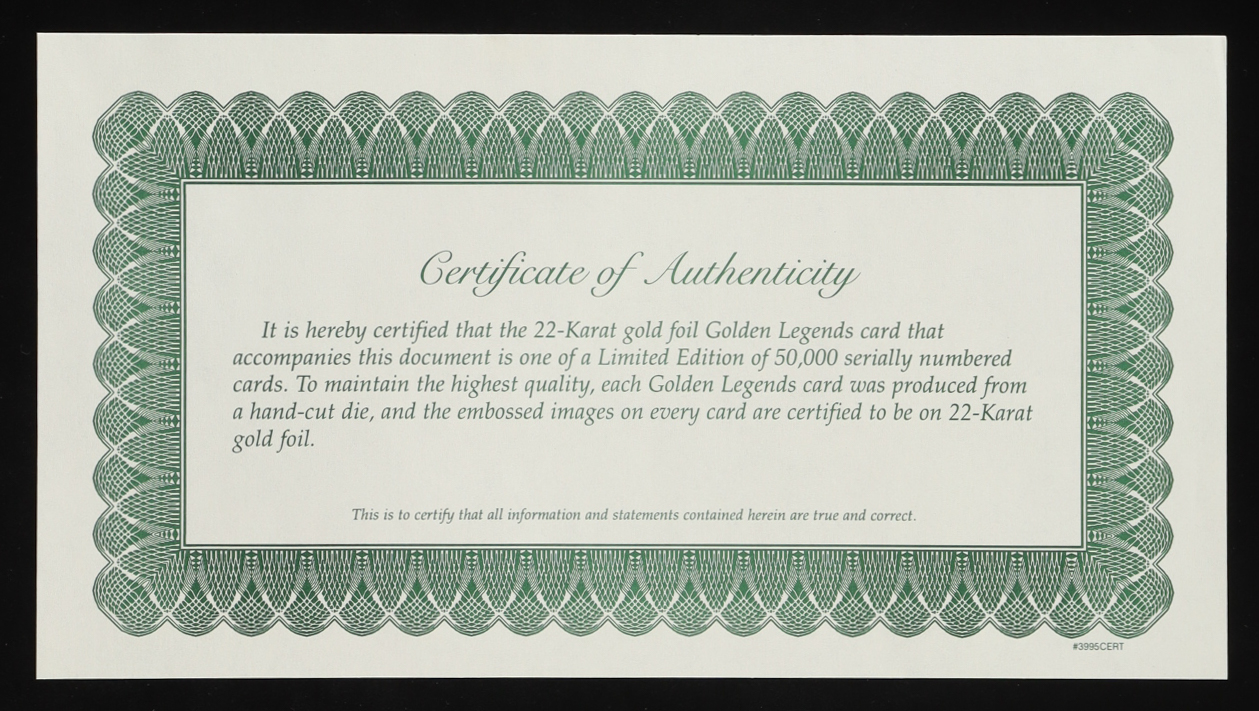 Certificate of Authenticity
It is hereby certified that the 22-Karat gold foil Golden Legends card that
accompanies this document is one of a Limited Edition of 50,000 serially numbered
cards. To maintain the highest quality, each Golden Legends card was produced from
a hand-cut die, and the embossed images on every card are certified to be on 22-Karat
gold foil.
This is to certify that all information and statements contained herein are true and correct.
#3995CERT